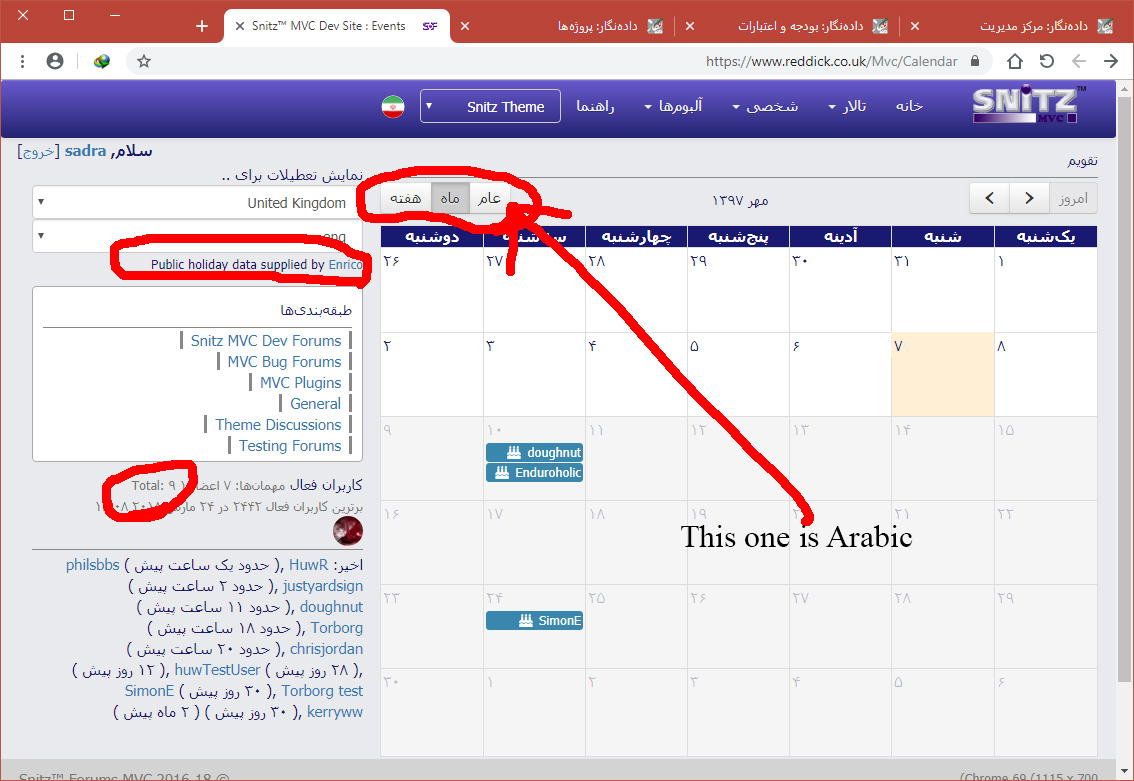 داده‌نگار: مرکز مدیریت
داده‌نگار: بودجه و اعتبارات
داده‌نگار: پروژه‌ها
Snitz™ MVC Dev Site : Events
https://www.reddick.co.uk/Mvc/Calendar
SNITZ™ MVC
خانه
تالار
شخصی
آلبوم‌ها
راهنما
Snitz Theme
تقویم
امروز
مهر ۱۳۹۷
عام
ماه
هفته
یک‌شنبه شنبه آدینه پنج‌شنبه چهارشنبه سه‌شنبه دوشنبه
۱ ۳۱ ۳۰ ۲۹ ۲۸ ۲۷ ۲۶
۸ ۷ ۶ ۵ ۴ ۳ ۲
۱۵ ۱۴ ۱۳ ۱۲ ۱۱ ۱۰ ۹
doughnut
Enduroholic
۲۲ ۲۱ ۱۹ ۱۸ ۱۷ ۱۶
This one is Arabic
۲۹ ۲۸ ۲۷ ۲۶ ۲۵ ۲۴ ۲۳
SimonE
۶ ۵ ۴ ۳ ۲ ۱ ۳۰
سلام, sadra [خروج]
نمایش تعطیلات برای ..
United Kingdom
eng
Public holiday data supplied by Enrico
طبقه‌بندی‌ها
Snitz MVC Dev Forums
MVC Bug Forums
MVC Plugins
General
Theme Discussions
Testing Forums
کاربران فعال مهمان‌ها: ۷ Total: ۹
برترین کاربران فعال ۲۴۴۲ در ۲۴
اخیر: HuwR ,( حدود یک ساعت پیش ) philsbbs
justyardsign ,( حدود ۲ ساعت پیش )
doughnut ,( حدود ۱۱ ساعت پیش )
Torborg ,( حدود ۱۸ ساعت پیش )
chrisjordan ,( حدود ۲۰ ساعت پیش )
,( ۲۸ روز پیش ) huwTestUser ,( ۱۲ روز پیش )
Torborg test ,( ۳۰ روز پیش ) SimonE
kerryww ,( ۳۰ روز پیش ) ( ۲ ماه پیش )
Snitz™ Forums MVC 2016-18 ©
(Chrome 69 (1115 x 700